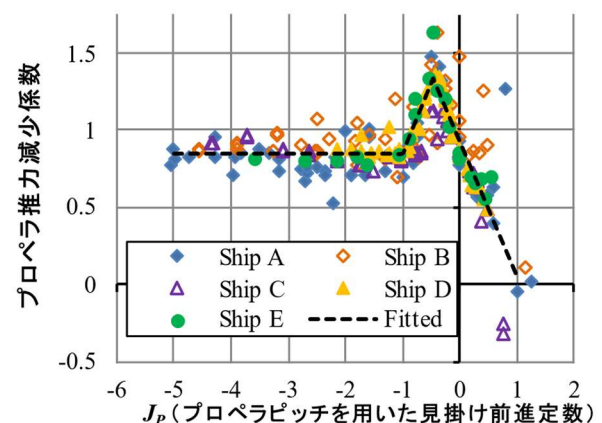 プロペラ推力減少係数
1.5
1
0.5
0
-0.5
Ship A
Ship B
Ship C
Ship D
Ship E
Fitted
-6 -5 -4 -3 -2 -1 0 1 2
J_P（プロペラピッチを用いた見掛け前進定数）